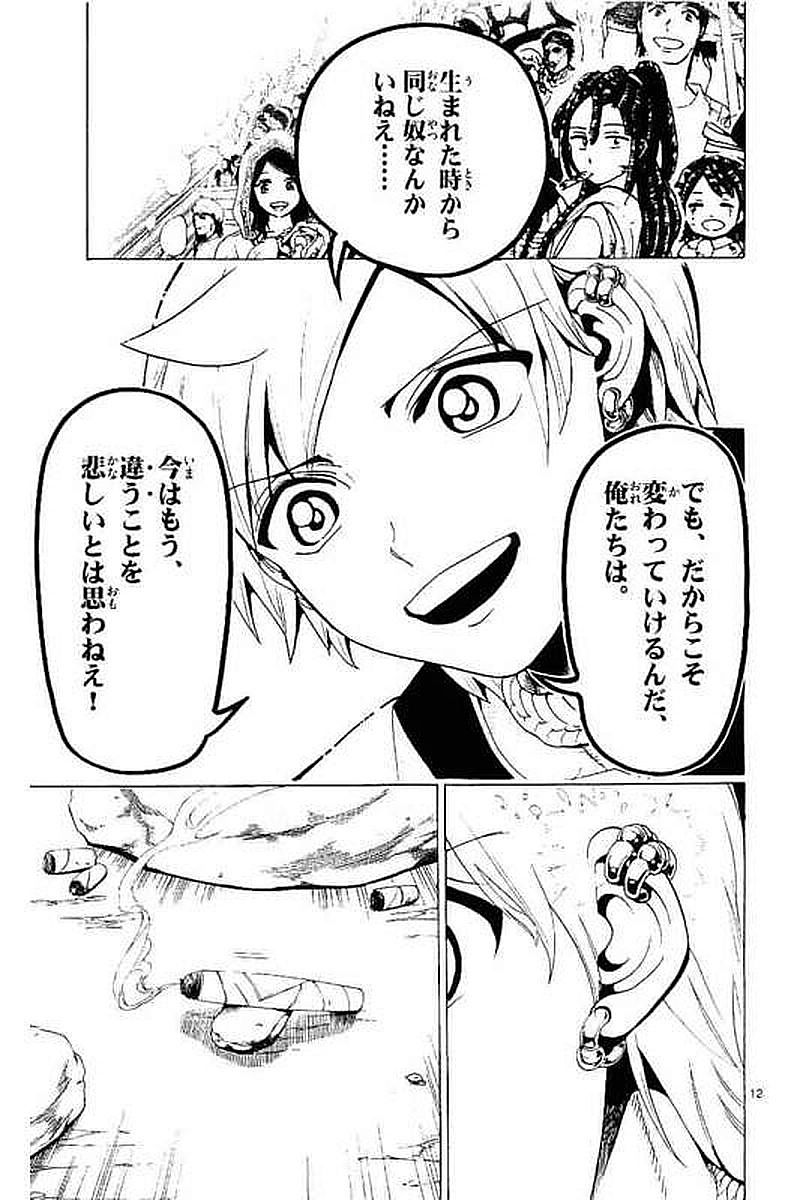 生まれた時から
同じ奴なんか
いねえ……
でも、だからこそ
変わっていけるんだ、
俺たちは。
今はもう、
違うことを
悲しいとは思わねえ！
12